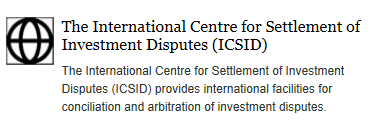 The International Centre for Settlement of
Investment Disputes (ICSID)
The International Centre for Settlement of Investment
Disputes (ICSID) provides international facilities for
conciliation and arbitration of investment disputes.